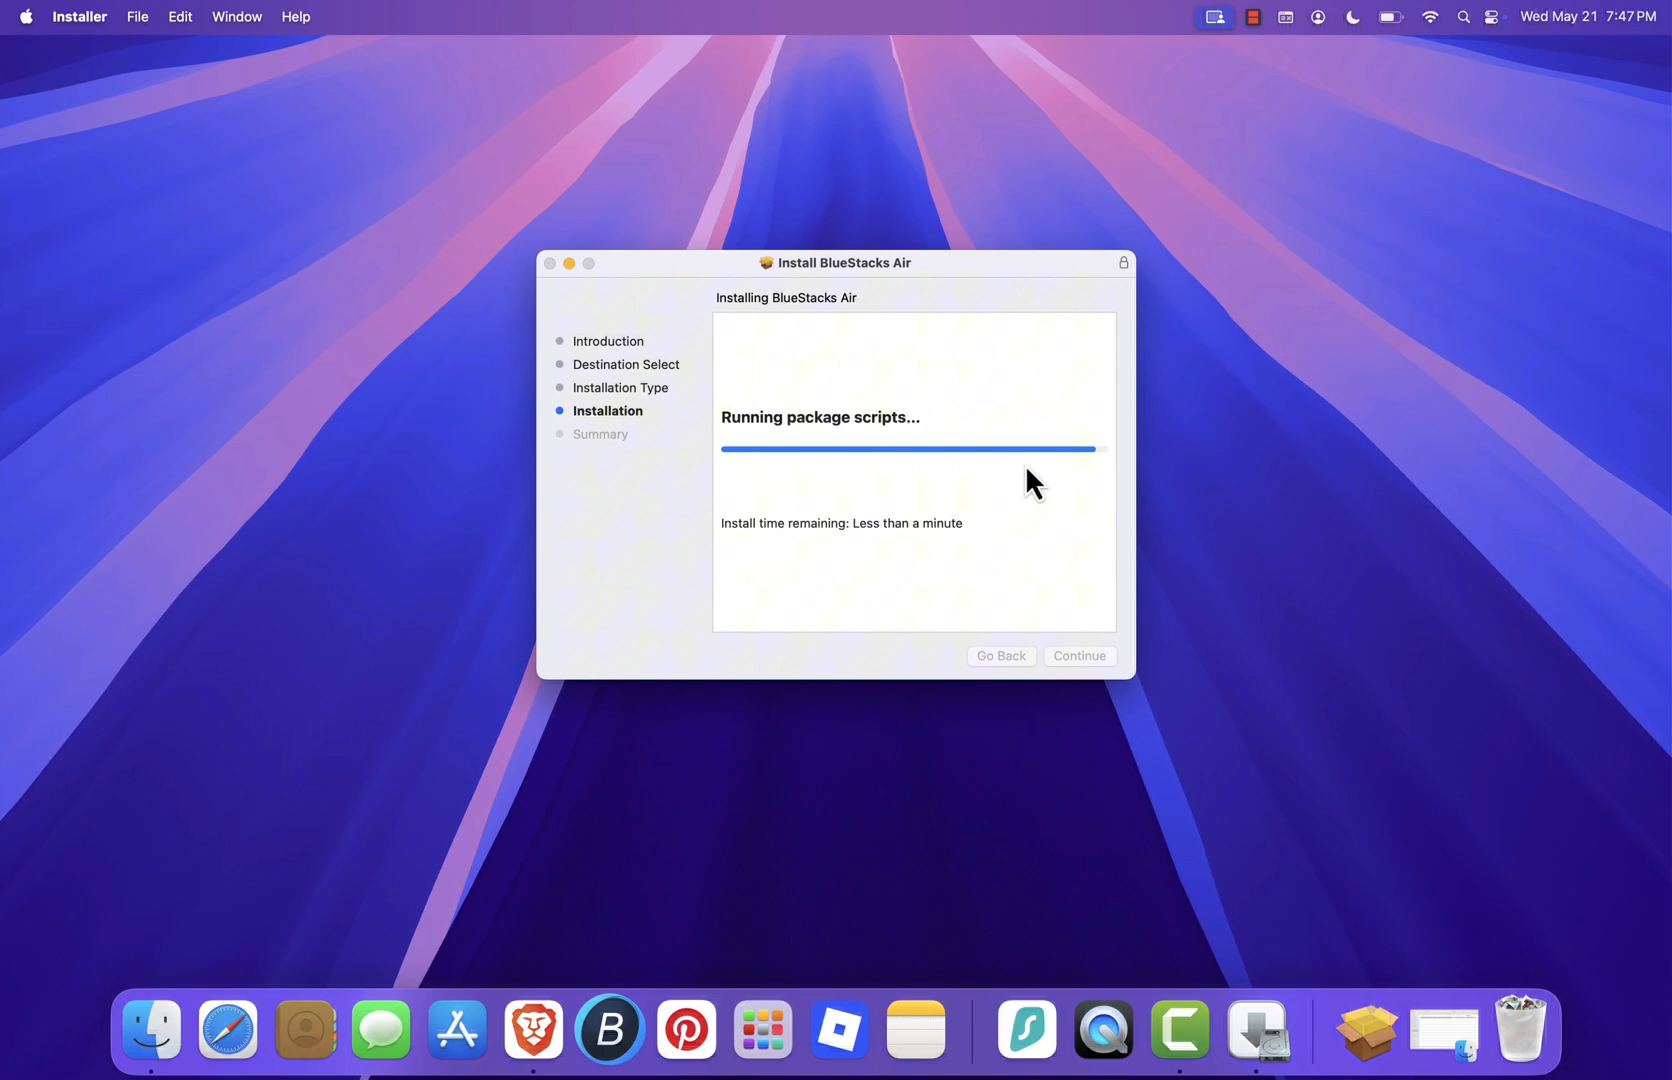 Installer File Edit Window Help Wed May 21 7:47 PM
Install BlueStacks Air
Installing BlueStacks Air
Introduction
Destination Select
Installation Type
Installation
Summary
Running package scripts...
Install time remaining: Less than a minute
Go Back Continue
B